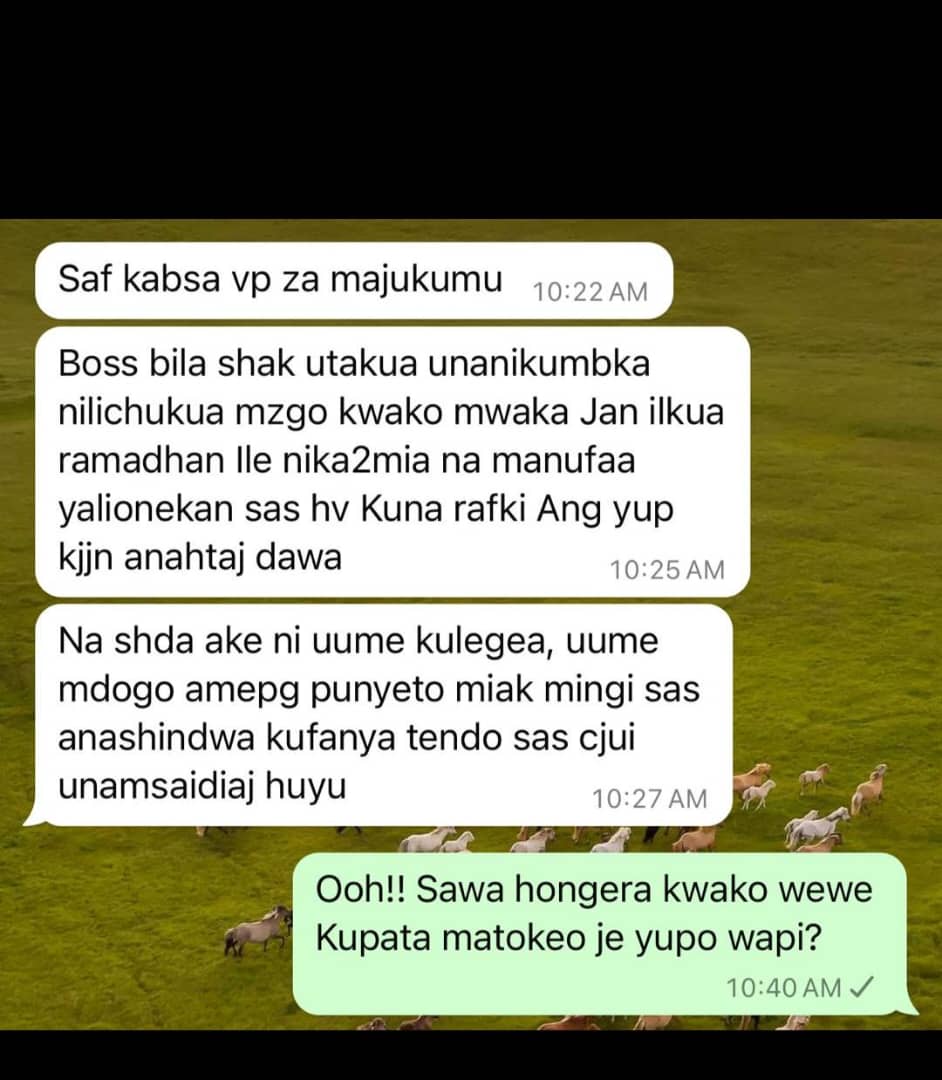 Saf kabsa vp za majukumu 10:22 AM
Boss bila shak utakua unanikumbka
nilichukua mzgo kwako mwaka Jan ilkua
ramadhan Ile nika2mia na manufaa
yalionekan sas hv Kuna rafki Ang yup
kjjn anahtaj dawa 10:25 AM
Na shda ake ni uume kulegea, uume
mdogo amepg punyeto miak mingi sas
anashindwa kufanya tendo sas cjui
unamsaidiaj huyu 10:27 AM
Ooh!! Sawa hongera kwako wewe
Kupata matokeo je yupo wapi?
10:40 AM